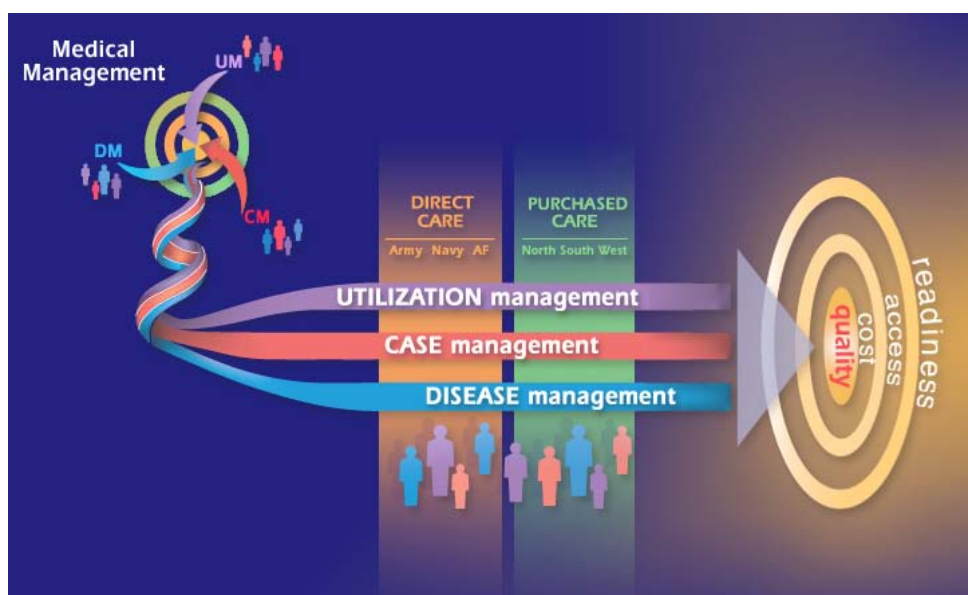 Medical
Management
UM
DM
CM
DIRECT
CARE
Army Navy AF
PURCHASED
CARE
North South West
UTILIZATION management
CASE management
DISEASE management
quality
cost
access
readiness